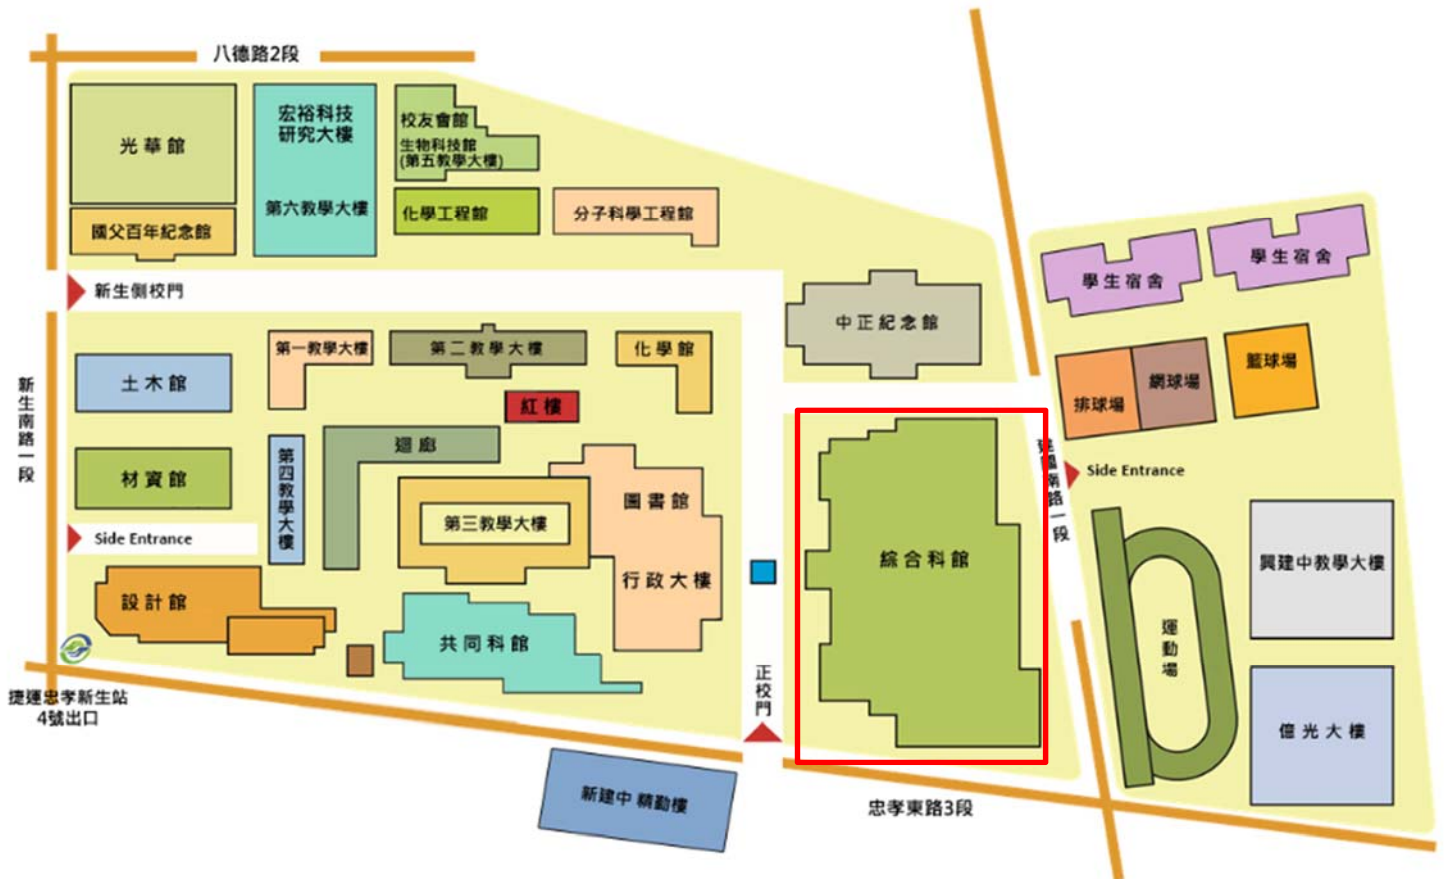 八德路2段
光華館
宏裕科技
研究大樓
第六教學大樓
校友會館
生物科技館
(第五教學大樓)
化學工程館
分子科學工程館
國父百年紀念館
新生側校門
中正紀念館
學生宿舍
學生宿舍
第一教學大樓
第二教學大樓
化學館
土木館
紅樓
排球場
網球場
籃球場
新生南路一段
迴廊
材資館
第四教學大樓
圖書館
第三教學大樓
行政大樓
Side Entrance
綜合科館
建國南路一段
Side Entrance
興建中教學大樓
設計館
共同科館
運動場
正校門
億光大樓
捷運忠孝新生站
4號出口
新建中 精勤樓
忠孝東路3段